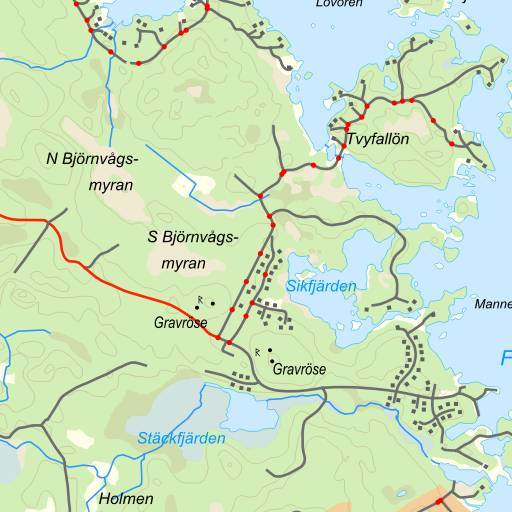 Lövören
Tvyfallön
N Björnvågs-
myran
S Björnvågs-
myran
Sikfjärden
Manne
Gravröse
R
R
Gravröse
F
Stäckfjärden
Holmen